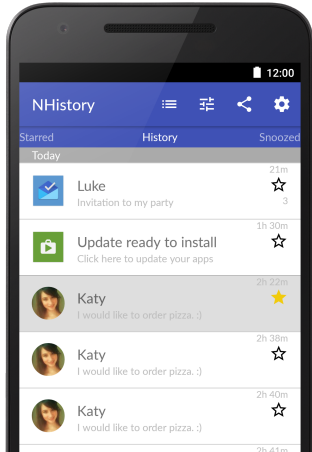 12:00
NHistory
Starred History Snoozed
Today
21m
Luke
Invitation to my party
3
1h 30m
Update ready to install
Click here to update your apps
2h 22m
Katy
I would like to order pizza. :)
2h 38m
Katy
I would like to order pizza. :)
2h 40m
Katy
I would like to order pizza. :)
2h 41m